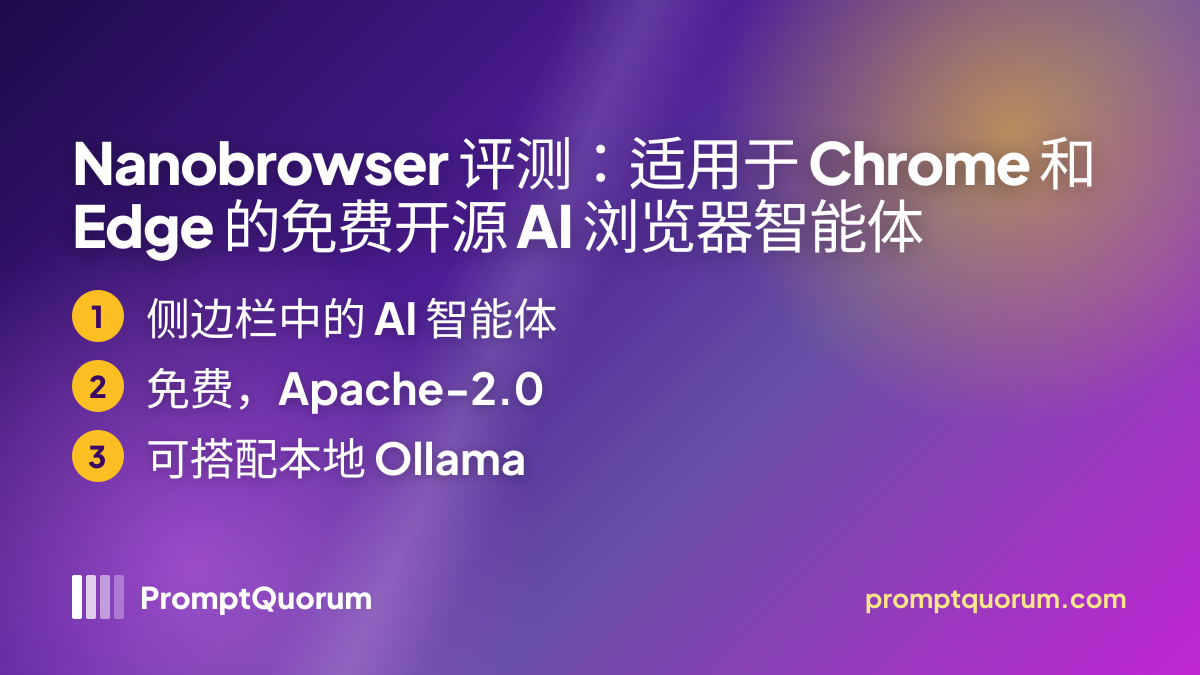 Nanobrowser 评测：适用于 Chrome 和
Edge 的免费开源 AI 浏览器智能体
1 侧边栏中的 AI 智能体
2 免费，Apache-2.0
3 可搭配本地 Ollama
PromptQuorum
promptquorum.com